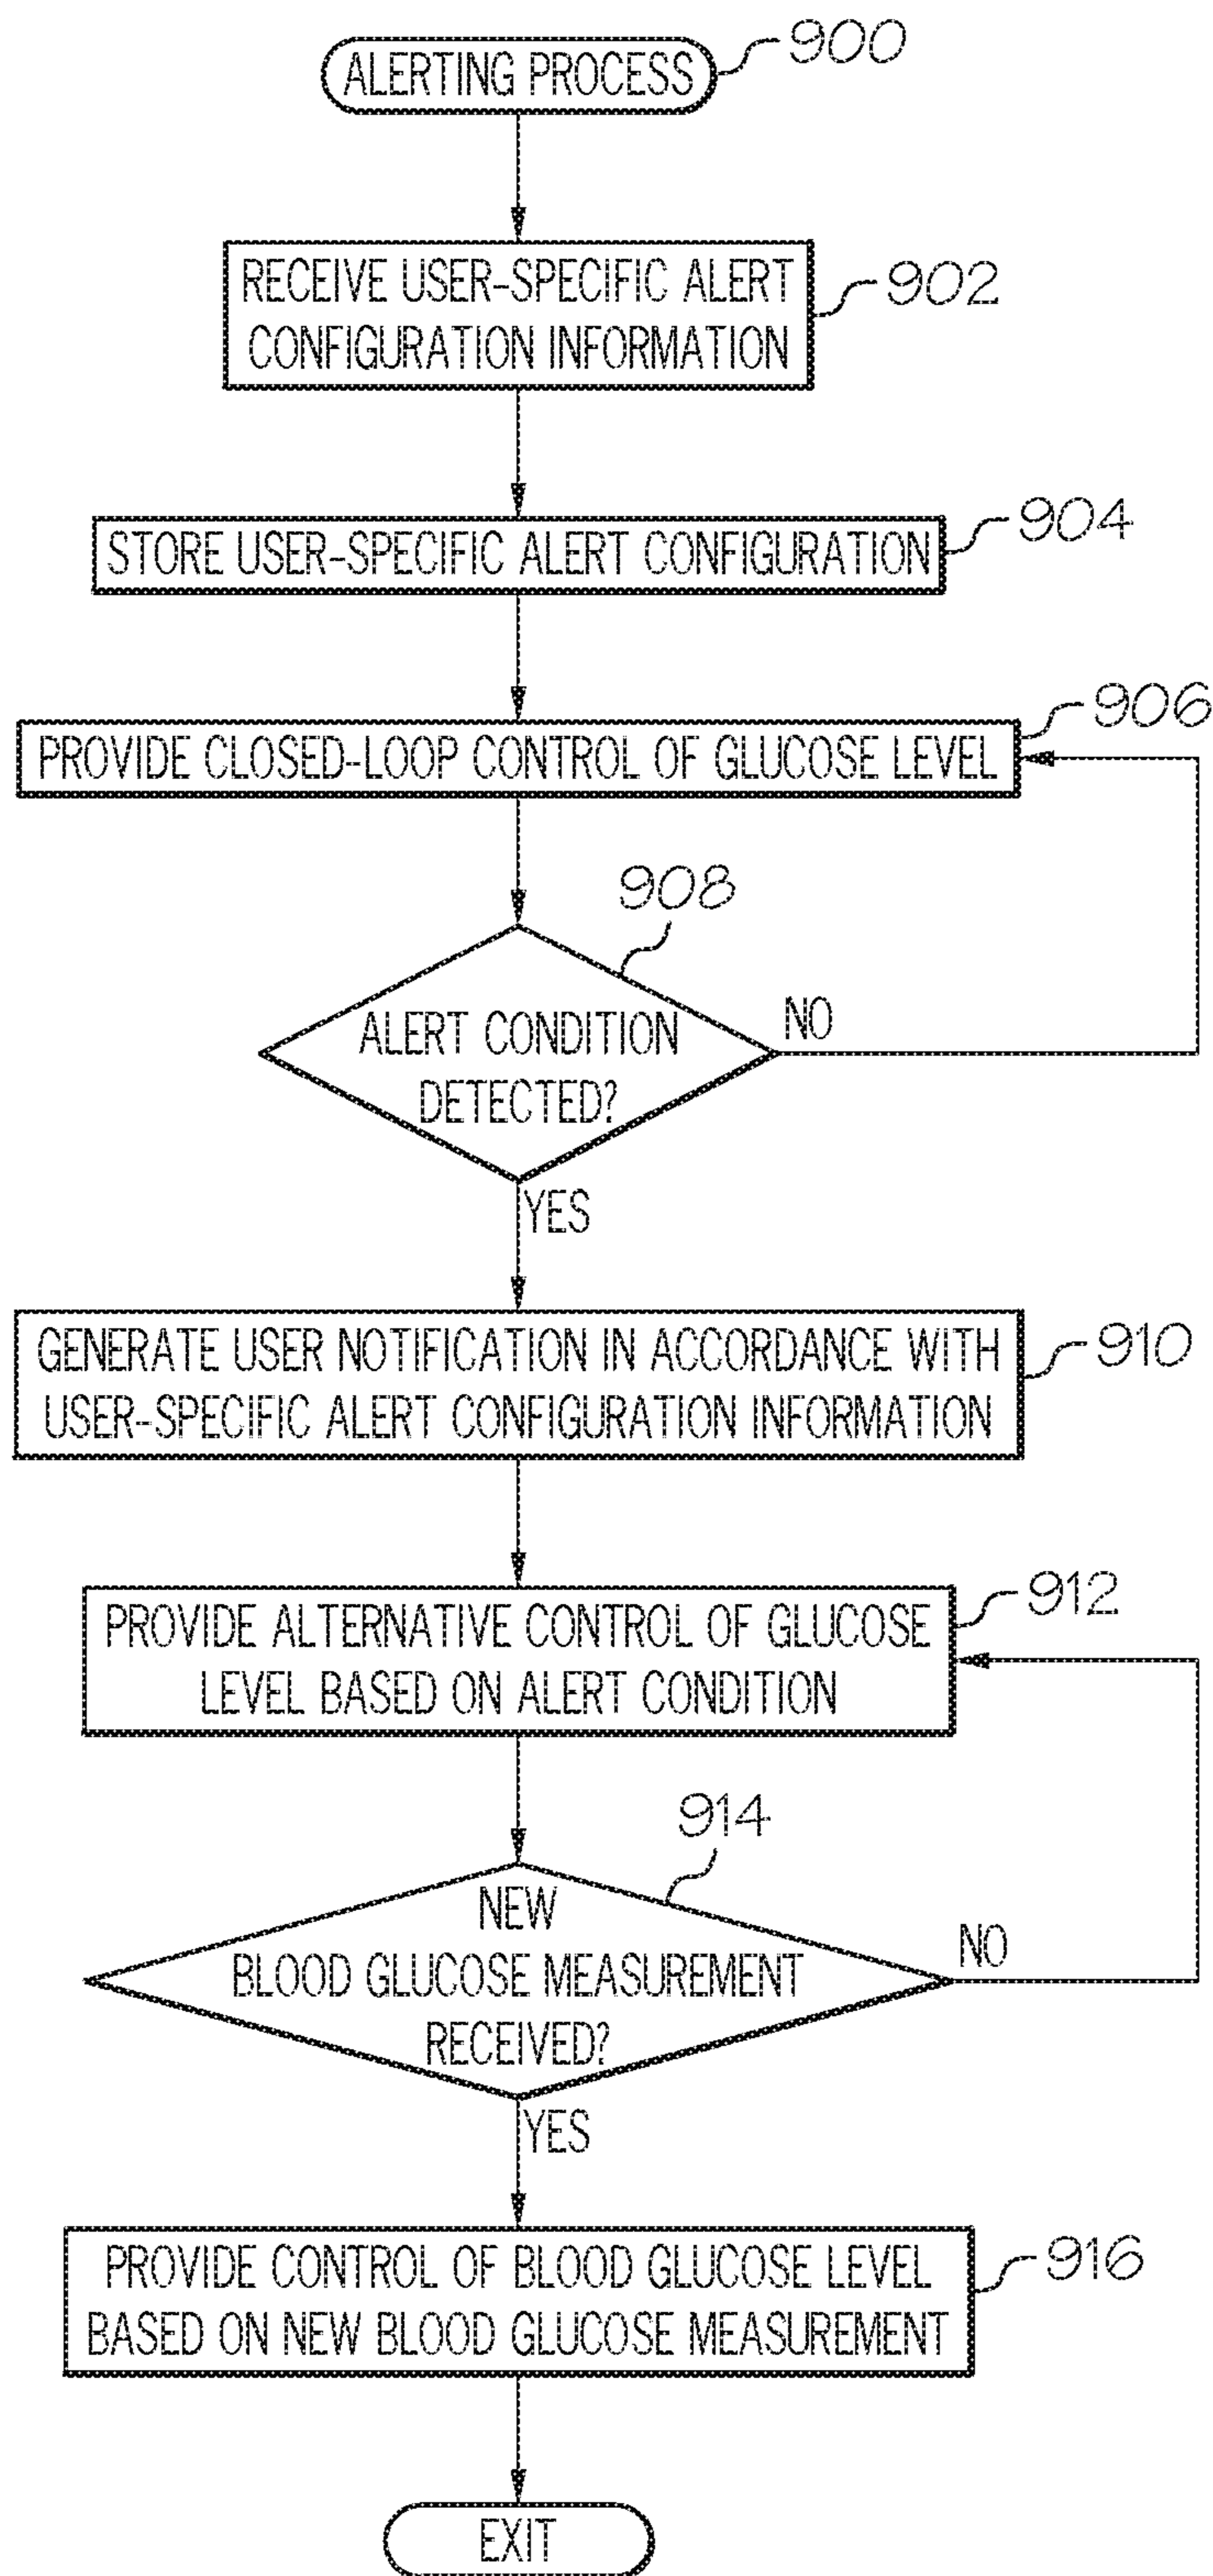 ALERTING PROCESS
900
RECEIVE USER-SPECIFIC ALERT
CONFIGURATION INFORMATION
902
STORE USER-SPECIFIC ALERT CONFIGURATION
904
PROVIDE CLOSED-LOOP CONTROL OF GLUCOSE LEVEL
906
908
ALERT CONDITION
DETECTED?
NO
YES
GENERATE USER NOTIFICATION IN ACCORDANCE WITH
USER-SPECIFIC ALERT CONFIGURATION INFORMATION
910
PROVIDE ALTERNATIVE CONTROL OF GLUCOSE
LEVEL BASED ON ALERT CONDITION
912
914
NEW
BLOOD GLUCOSE MEASUREMENT
RECEIVED?
NO
YES
PROVIDE CONTROL OF BLOOD GLUCOSE LEVEL
BASED ON NEW BLOOD GLUCOSE MEASUREMENT
916
EXIT